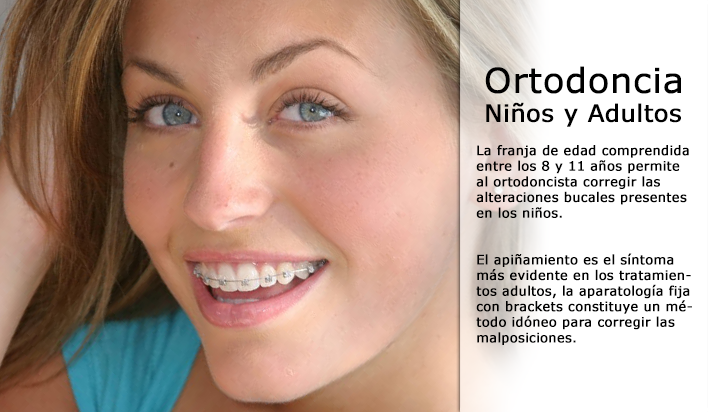 Ortodoncia
Niños y Adultos
La franja de edad comprendida
entre los 8 y 11 años permite
al ortodoncista corregir las
alteraciones bucales presentes
en los niños.
El apiñamiento es el síntoma
más evidente en los tratamien-
tos adultos, la aparatología fija
con brackets constituye un mé-
todo idóneo para corregir las
malposiciones.